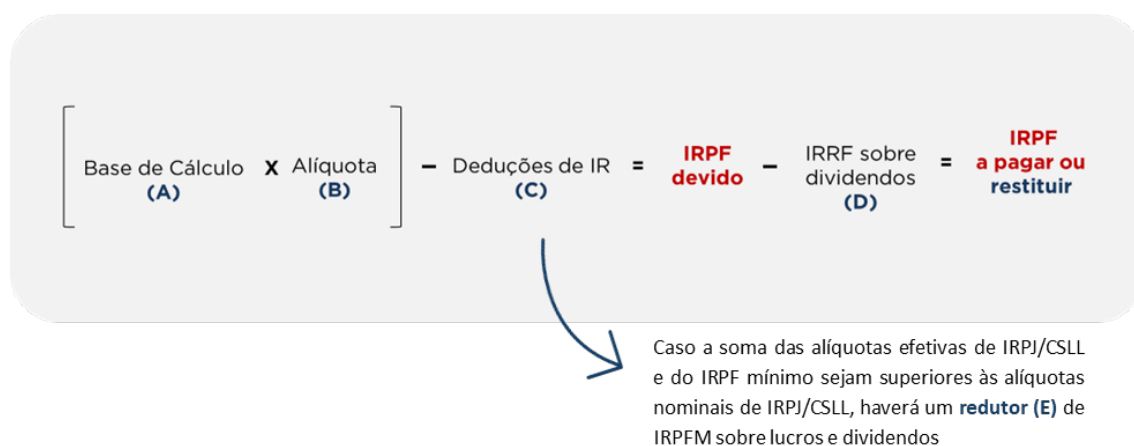 Base de Cálculo (A) X Alíquota (B) – Deduções de IR (C) = IRPF devido – IRRF sobre dividendos (D) = IRPF a pagar ou restituir
Caso a soma das alíquotas efetivas de IRPJ/CSLL
e do IRPF mínimo sejam superiores às alíquotas
nominais de IRPJ/CSLL, haverá um redutor (E) de
IRPFM sobre lucros e dividendos